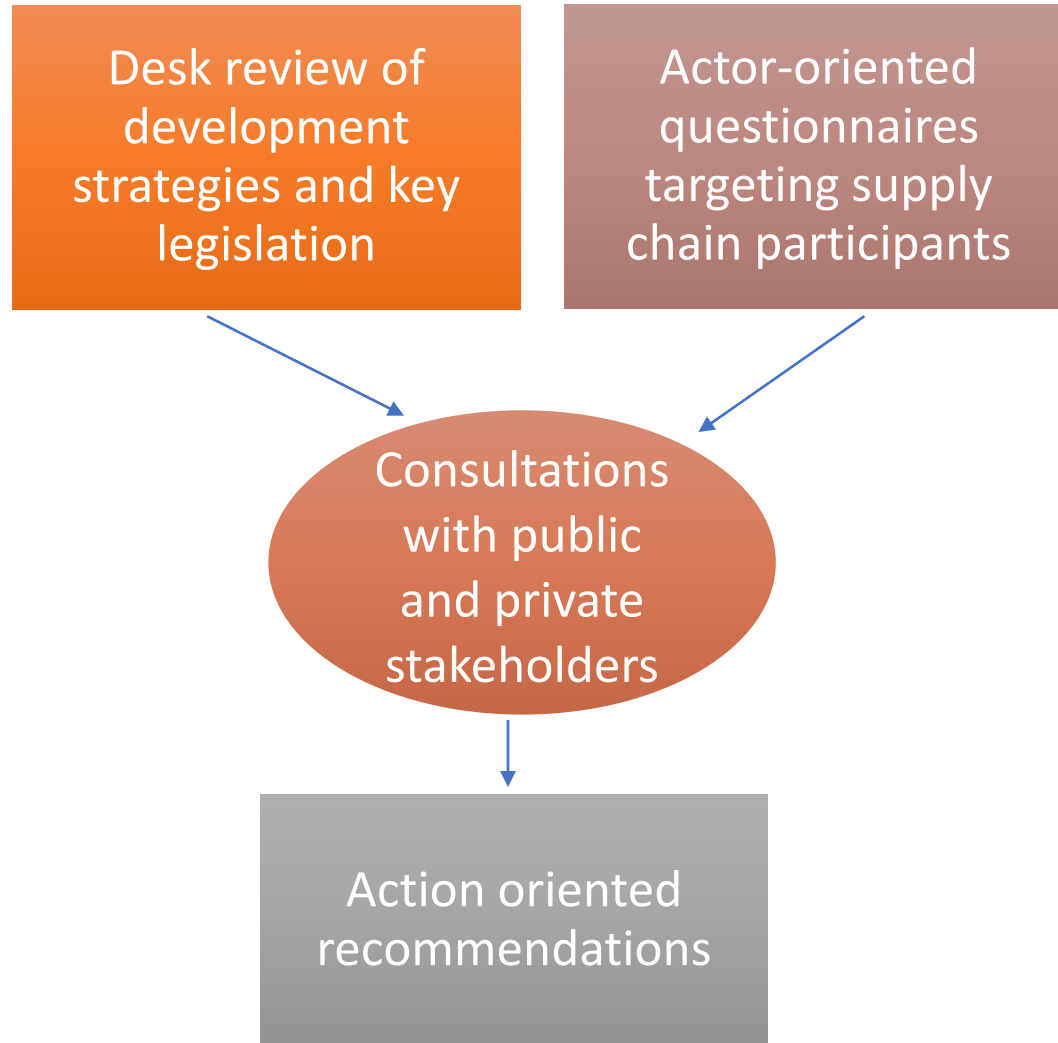 Desk review of
development
strategies and key
legislation
Actor-oriented
questionnaires
targeting supply
chain participants
Consultations
with public
and private
stakeholders
Action oriented
recommendations